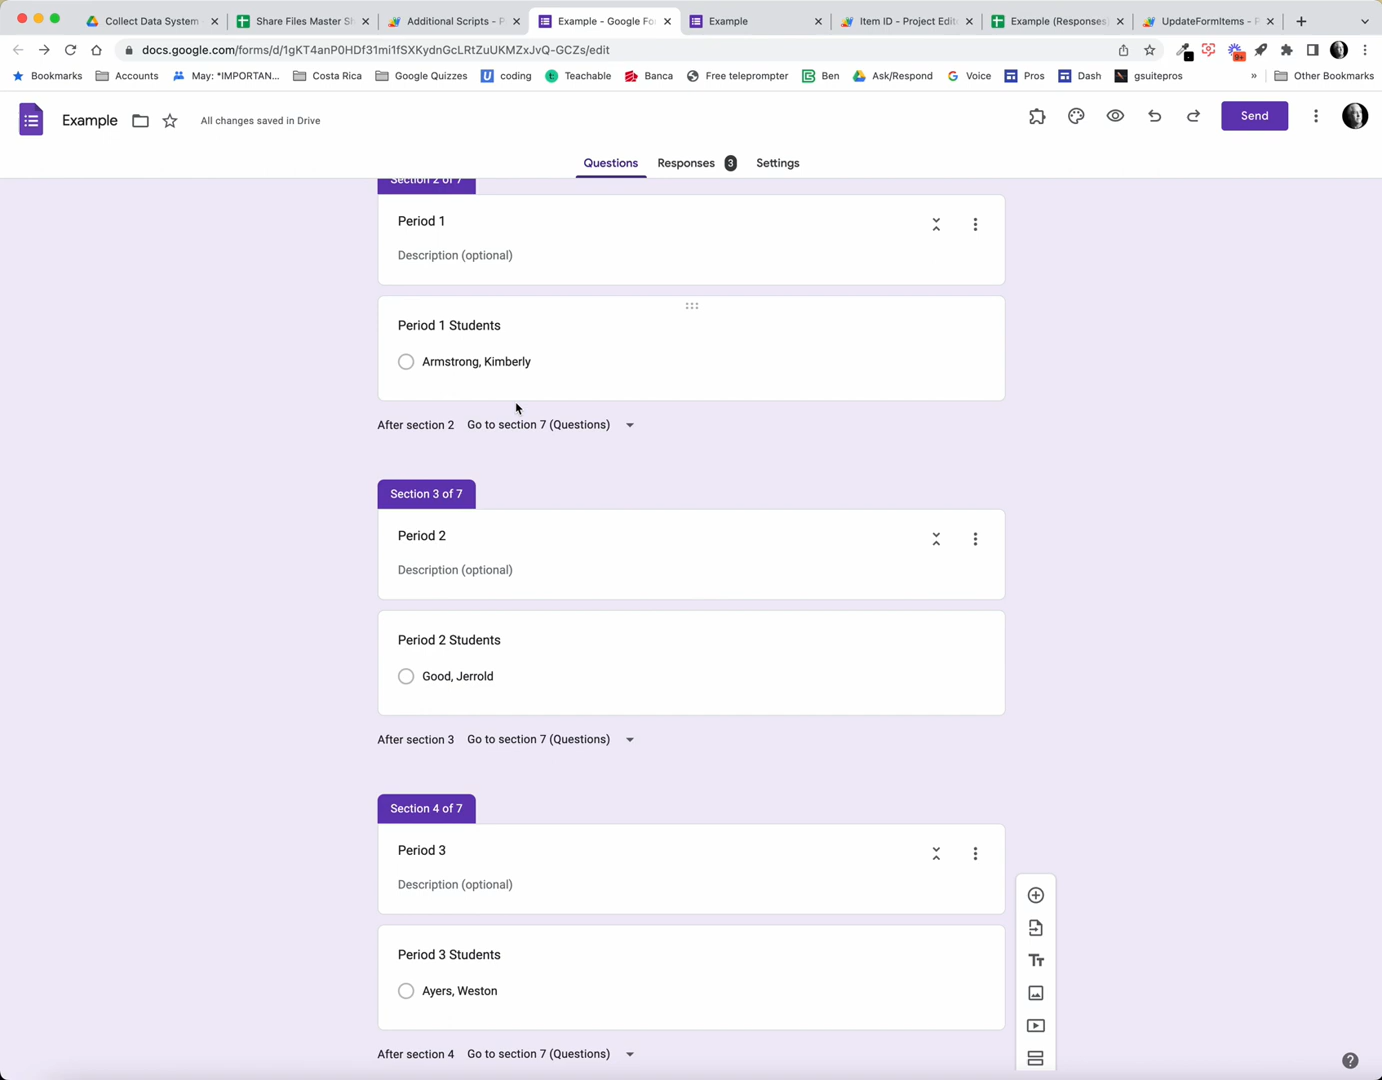 Collect Data System
Share Files Master Sh
Additional Scripts - P
Example - Google Fo
Example
Item ID - Project Edit
Example (Responses)
UpdateFormItems - P
docs.google.com/forms/d/1gKT4anP0HDf31mi1fSXKydnGcLRtZuUKMZxJvQ-GCZs/edit
9+
Bookmarks
Accounts
May: *IMPORTAN...
Costa Rica
Google Quizzes
coding
Teachable
Banca
Free teleprompter
Ben
Ask/Respond
Voice
Pros
Dash
gsuitepros
»
Other Bookmarks
Example
All changes saved in Drive
Send
Questions
Responses 3
Settings
Section 2 of 7
Period 1
Description (optional)
Period 1 Students
Armstrong, Kimberly
After section 2 Go to section 7 (Questions)
Section 3 of 7
Period 2
Description (optional)
Period 2 Students
Good, Jerrold
After section 3 Go to section 7 (Questions)
Section 4 of 7
Period 3
Description (optional)
Period 3 Students
Ayers, Weston
After section 4 Go to section 7 (Questions)